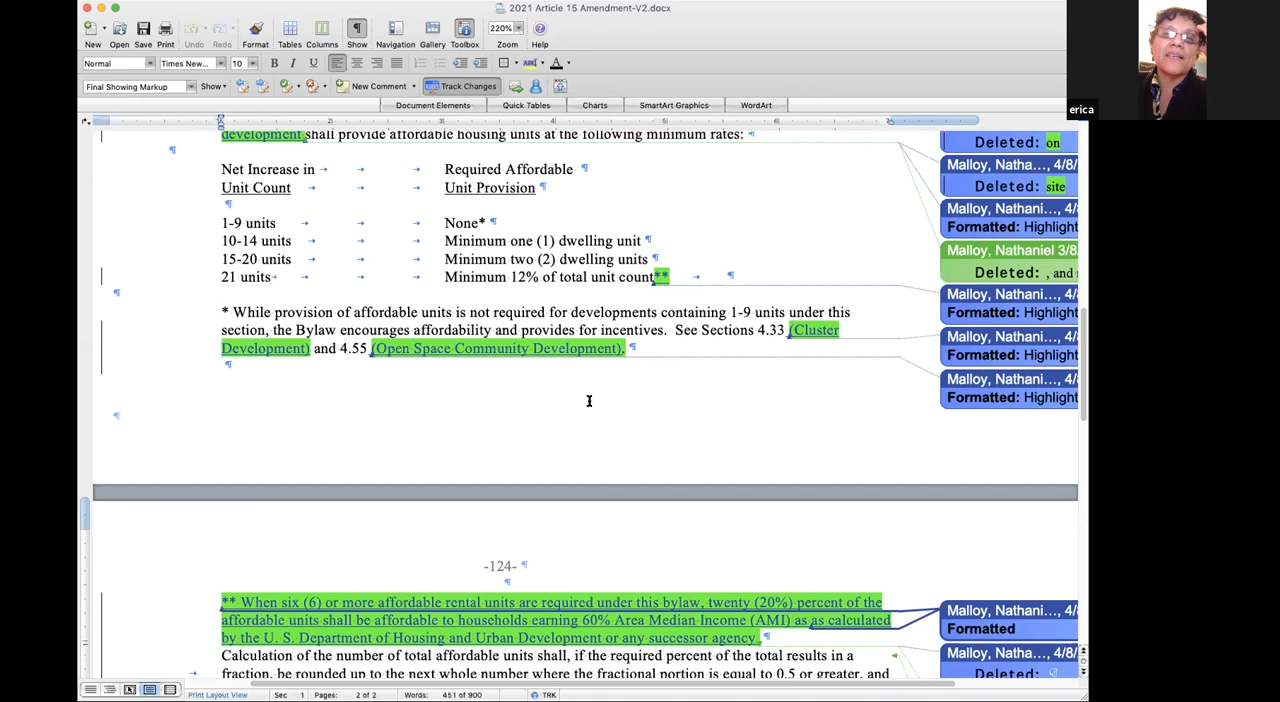 2021 Article 15 Amendment-V2.docx
220%
New Open Save Print Undo Redo Format Tables Columns Show Navigation Gallery Toolbox Zoom Help
Normal Times New... 10 B I U
Final Showing Markup Show New Comment Track Changes
Document Elements Quick Tables Charts SmartArt Graphics WordArt
erica
2 3 4 5 6
development shall provide affordable housing units at the following minimum rates:
Net Increase in Required Affordable
Unit Count Unit Provision
1-9 units None*
10-14 units Minimum one (1) dwelling unit
15-20 units Minimum two (2) dwelling units
21 units Minimum 12% of total unit count**
* While provision of affordable units is not required for developments containing 1-9 units under this
section, the Bylaw encourages affordability and provides for incentives. See Sections 4.33 (Cluster
Development) and 4.55 (Open Space Community Development).
-124-
** When six (6) or more affordable rental units are required under this bylaw, twenty (20%) percent of the
affordable units shall be affordable to households earning 60% Area Median Income (AMI) as as calculated
by the U. S. Department of Housing and Urban Development or any successor agency.
Calculation of the number of total affordable units shall, if the required percent of the total results in a
fraction, be rounded up to the next whole number where the fractional portion is equal to 0.5 or greater, and
Deleted: on
Malloy, Natha..., 4/8/
Deleted: site
Malloy, Nathani..., 4/
Formatted: Highlight
Malloy, Nathaniel 3/8
Deleted: , and
Malloy, Nathani..., 4/
Formatted: Highlight
Malloy, Nathani..., 4/
Formatted: Highlight
Malloy, Nathani..., 4/
Formatted: Highlight
Malloy, Nathani..., 4/
Formatted
Malloy, Nathani..., 4/
Deleted:
Print Layout View Sec 1 Pages: 2 of 2 Words: 451 of 900 TRK